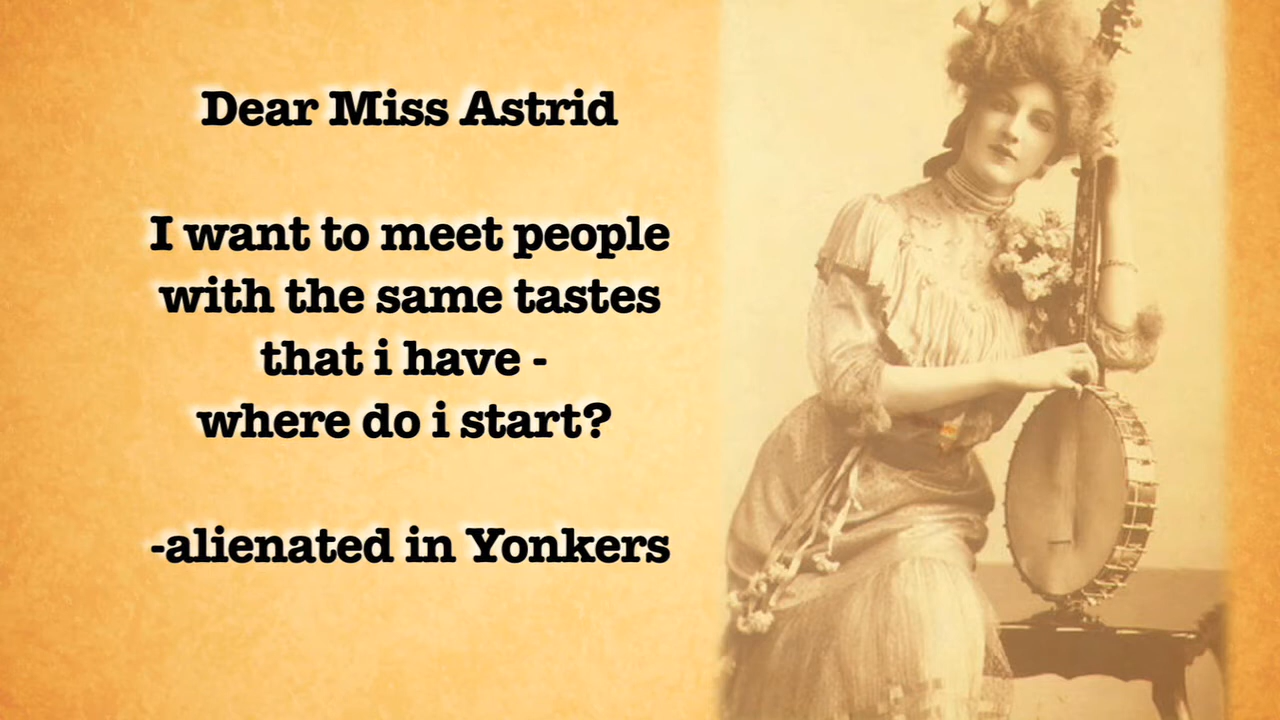 Dear Miss Astrid
I want to meet people
with the same tastes
that i have -
where do i start?
-alienated in Yonkers